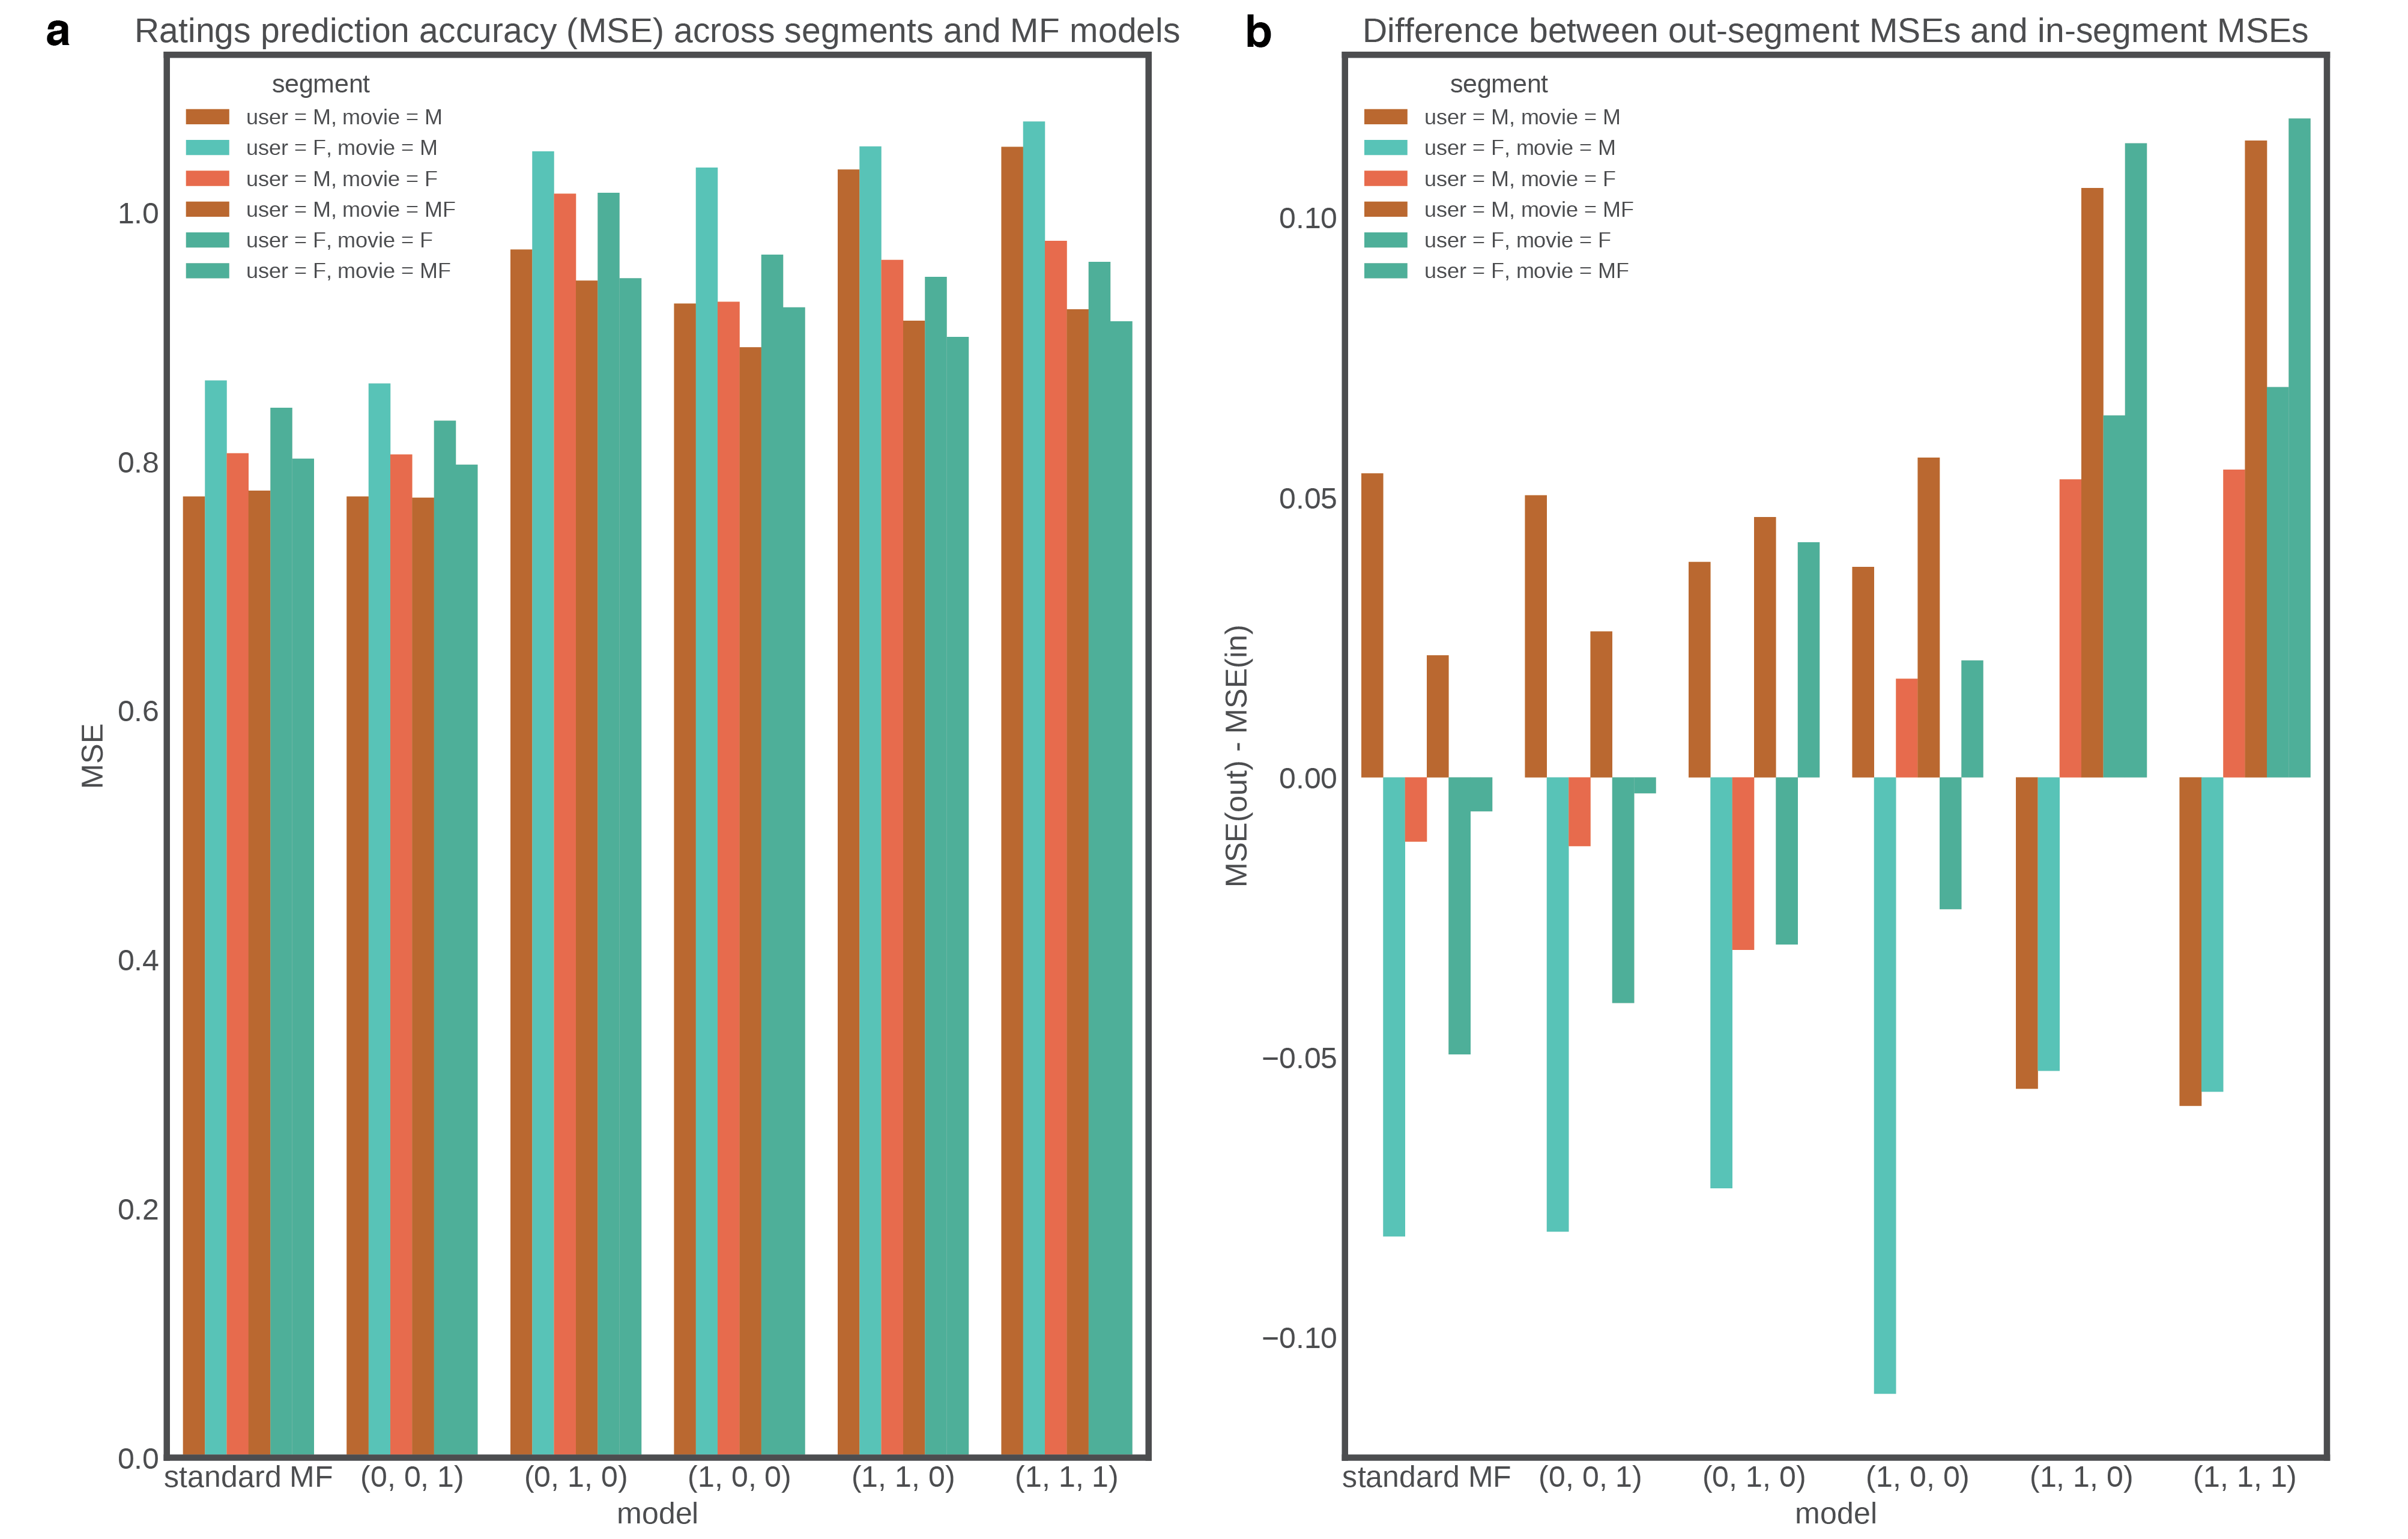 a
Ratings prediction accuracy (MSE) across segments and MF models
segment
user = M, movie = M
user = F, movie = M
user = M, movie = F
user = M, movie = MF
user = F, movie = F
user = F, movie = MF
1.0
0.8
0.6
0.4
0.2
0.0
MSE
standard MF (0, 0, 1) (0, 1, 0) (1, 0, 0) (1, 1, 0) (1, 1, 1)
model
b
Difference between out-segment MSEs and in-segment MSEs
segment
user = M, movie = M
user = F, movie = M
user = M, movie = F
user = M, movie = MF
user = F, movie = F
user = F, movie = MF
0.10
0.05
0.00
−0.05
−0.10
MSE(out) - MSE(in)
standard MF (0, 0, 1) (0, 1, 0) (1, 0, 0) (1, 1, 0) (1, 1, 1)
model